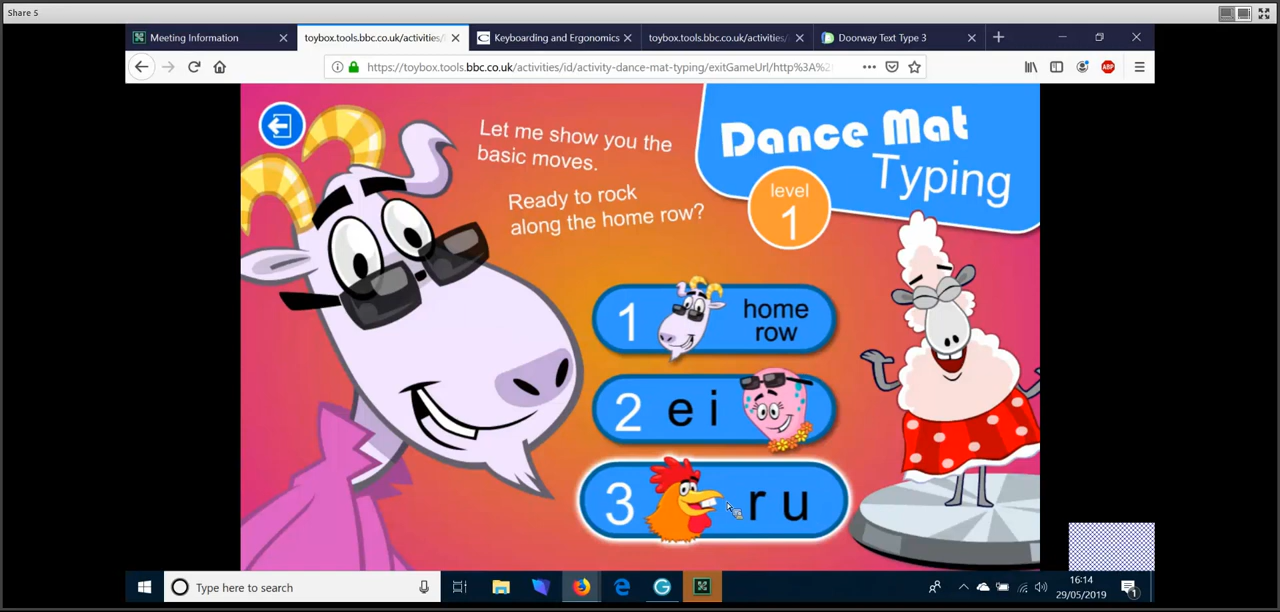 Share 5
Meeting Information
toybox.tools.bbc.co.uk/activities/
Keyboarding and Ergonomics
toybox.tools.bbc.co.uk/activities/
Doorway Text Type 3
https://toybox.tools.bbc.co.uk/activities/id/activity-dance-mat-typing/exitGameUrl/http%3A%2
ABP
Let me show you the
basic moves.
Ready to rock
along the home row?
Dance Mat
Typing
level
1
1 home
row
2 e i
3 r u
Type here to search
16:14
29/05/2019
1